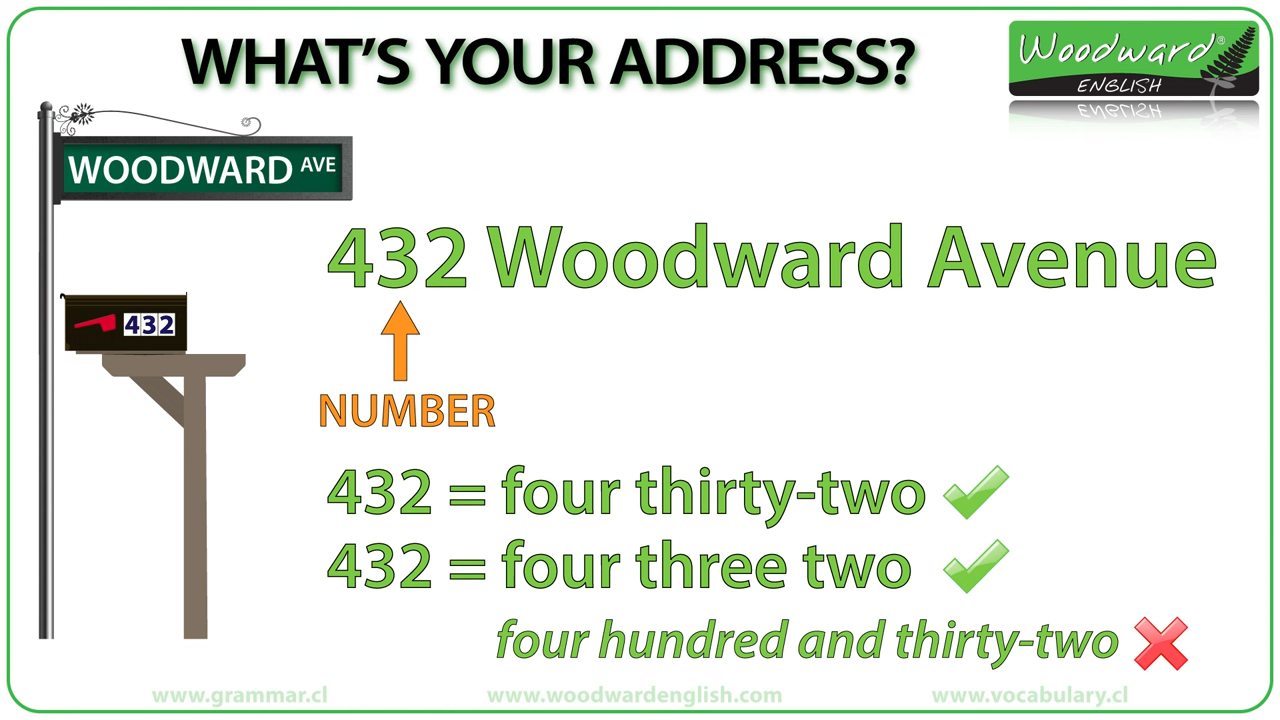 WHAT'S YOUR ADDRESS?
Woodward®
ENGLISH
WOODWARD AVE
432 Woodward Avenue
432
NUMBER
432 = four thirty-two
432 = four three two
four hundred and thirty-two
www.grammar.cl www.woodwardenglish.com www.vocabulary.cl